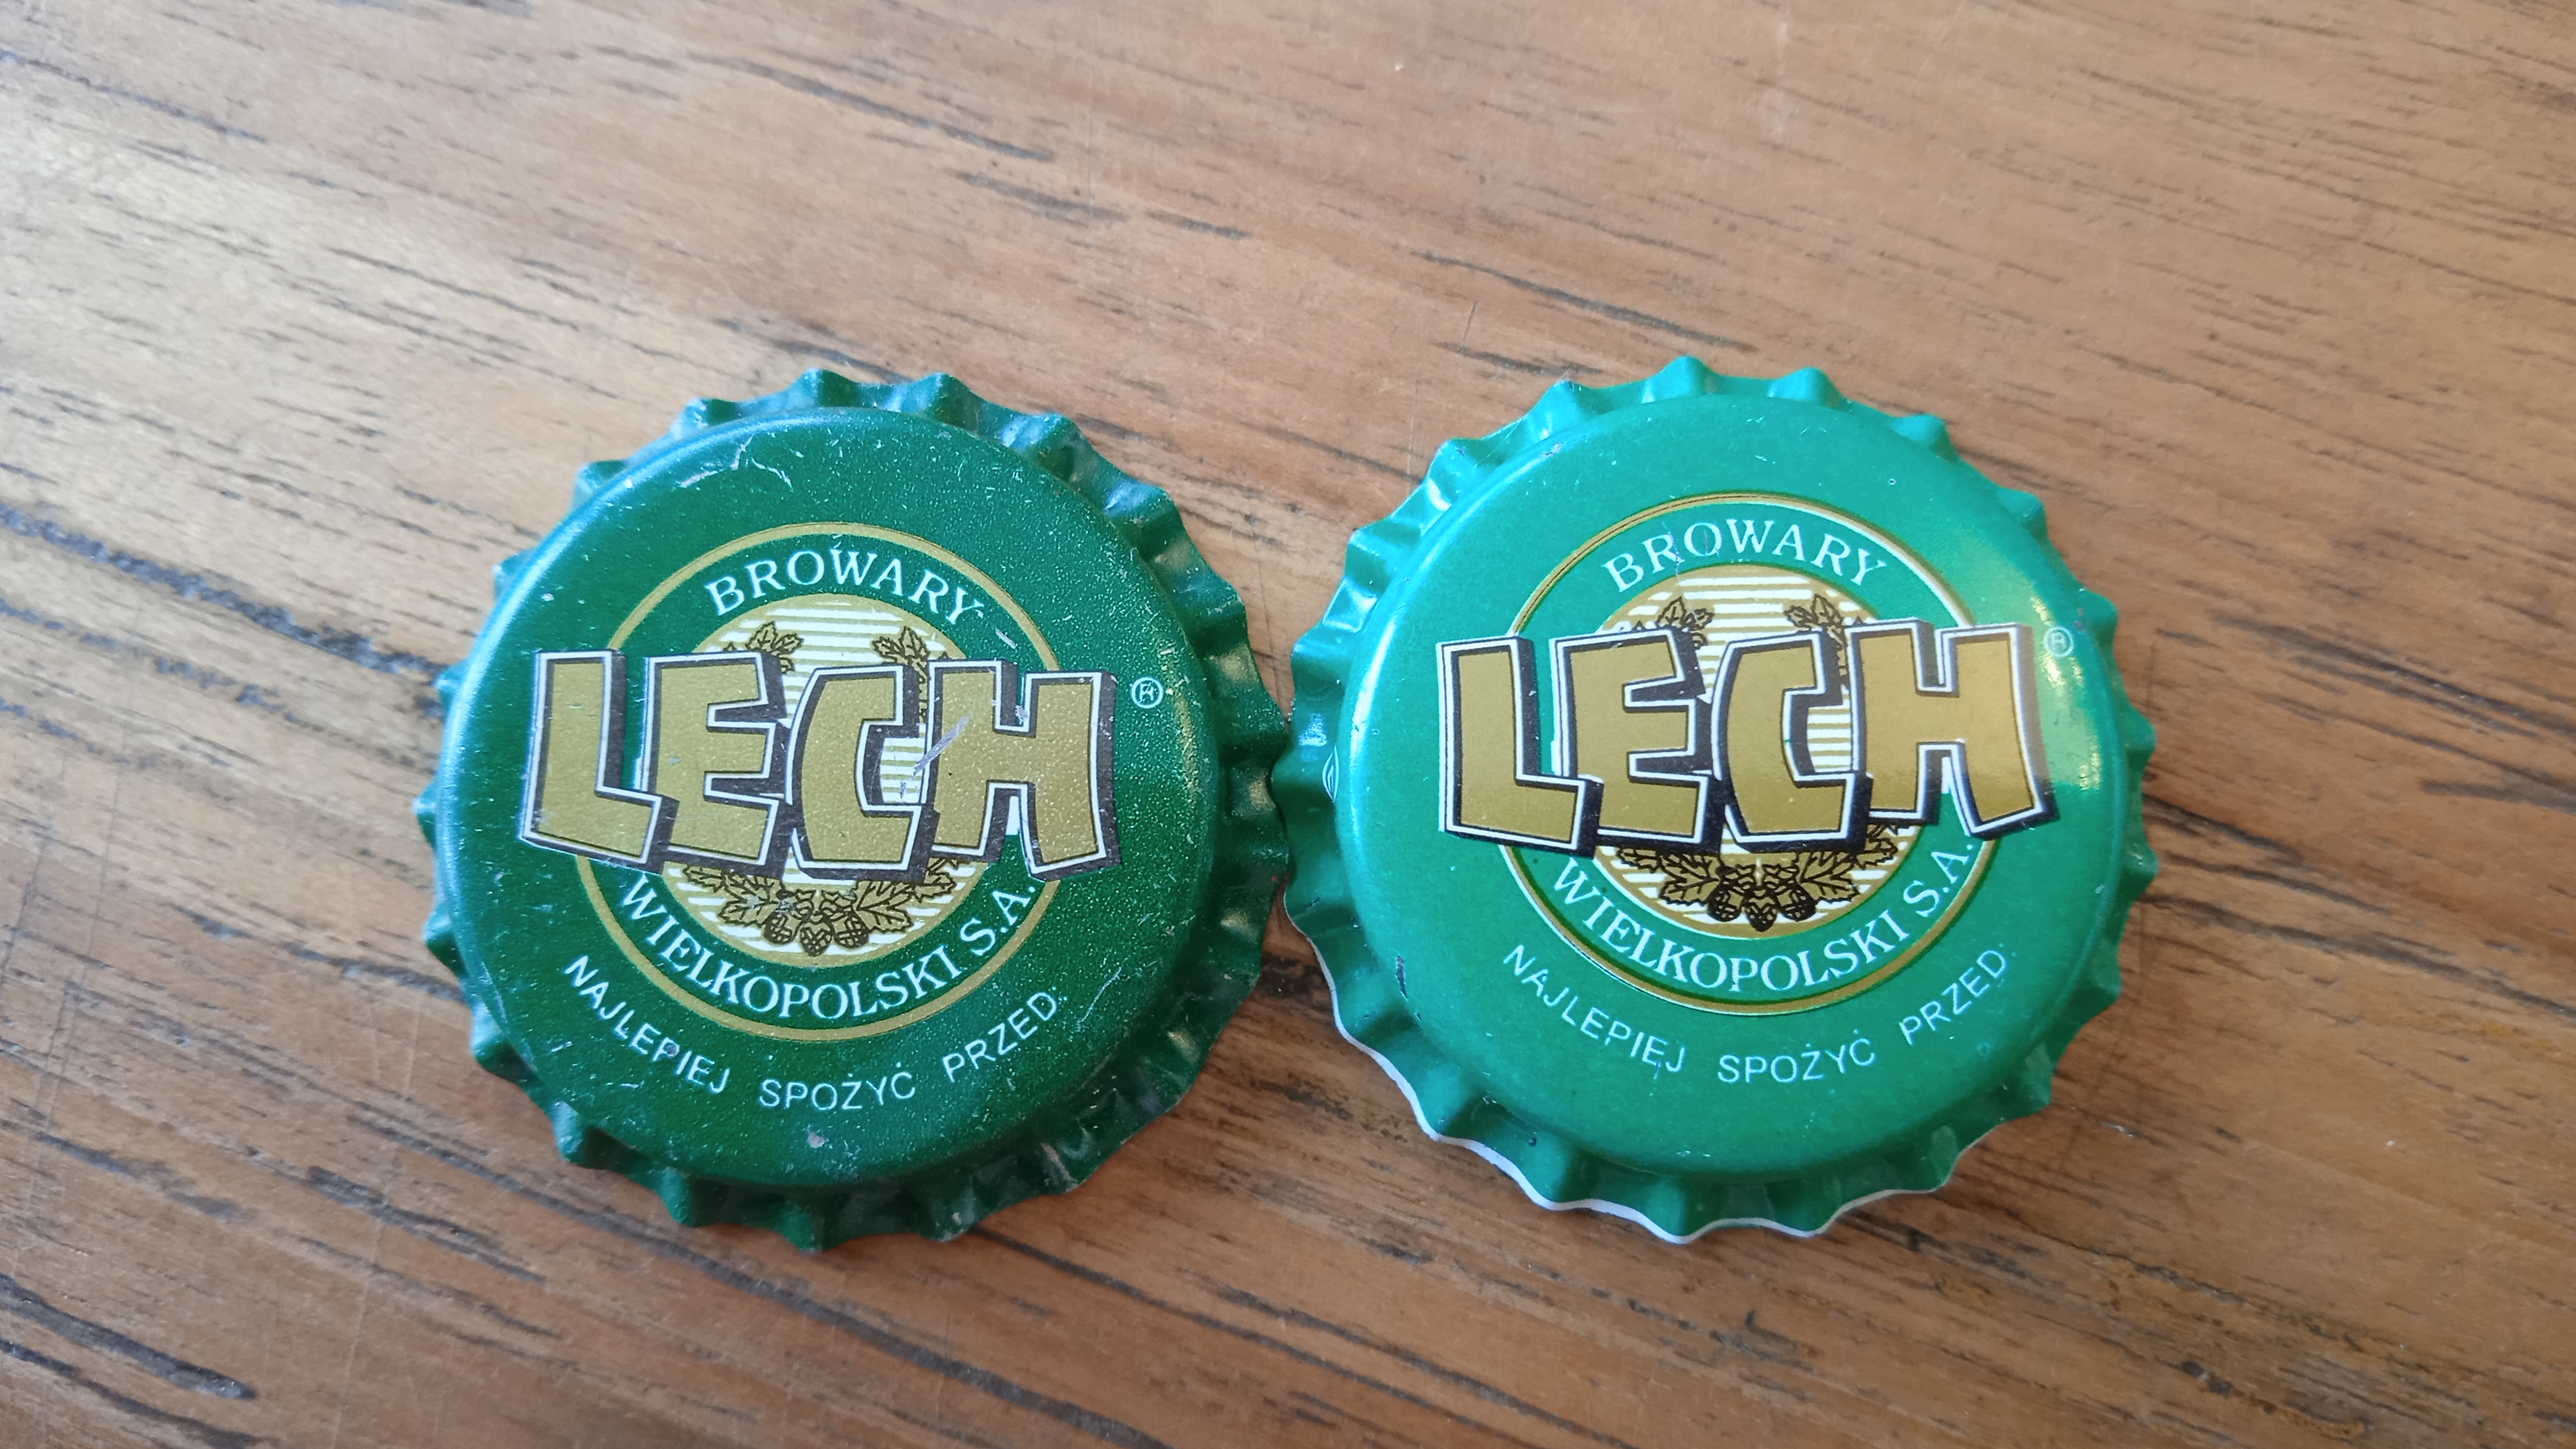 BROWARY
LECH®
WIELKOPOLSKI S.A.
NAJLEPIEJ SPOŻYĆ PRZED:
BROWARY
LECH®
WIELKOPOLSKI S.A.
NAJLEPIEJ SPOŻYĆ PRZED: